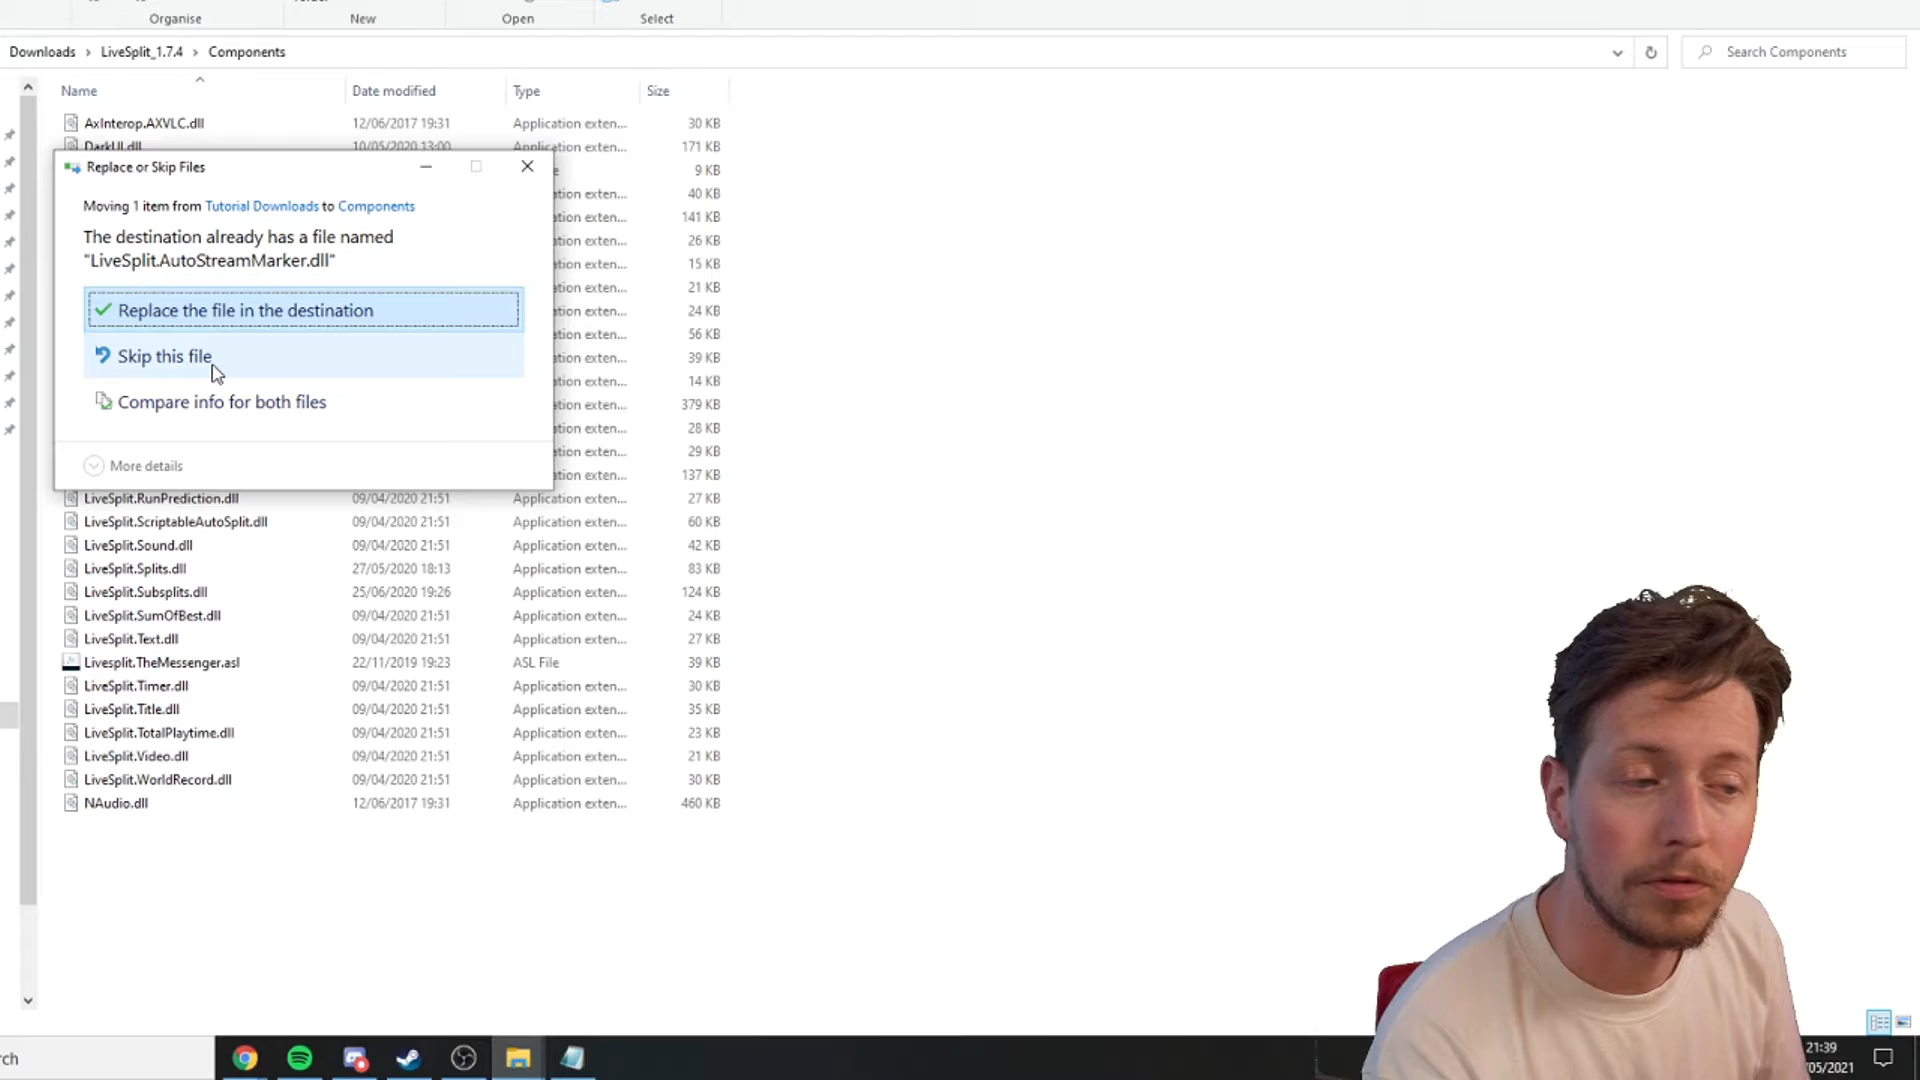 Organise
New
Open
Select
Downloads › LiveSplit_1.7.4 › Components
Search Components
Name Date modified Type Size
AxInterop.AXVLC.dll 12/06/2017 19:31 Application exten... 30 KB
DarkUI.dll 10/05/2020 13:00 Application exten... 171 KB
Replace or Skip Files
9 KB
40 KB
Moving 1 item from Tutorial Downloads to Components
141 KB
The destination already has a file named
26 KB
"LiveSplit.AutoStreamMarker.dll"
15 KB
21 KB
Replace the file in the destination
24 KB
56 KB
Skip this file
39 KB
14 KB
Compare info for both files
379 KB
28 KB
29 KB
More details
137 KB
LiveSplit.RunPrediction.dll 09/04/2020 21:51 Application exten... 27 KB
LiveSplit.ScriptableAutoSplit.dll 09/04/2020 21:51 Application exten... 60 KB
LiveSplit.Sound.dll 09/04/2020 21:51 Application exten... 42 KB
LiveSplit.Splits.dll 27/05/2020 18:13 Application exten... 83 KB
LiveSplit.Subsplits.dll 25/06/2020 19:26 Application exten... 124 KB
LiveSplit.SumOfBest.dll 09/04/2020 21:51 Application exten... 24 KB
LiveSplit.Text.dll 09/04/2020 21:51 Application exten... 27 KB
Livesplit.TheMessenger.asl 22/11/2019 19:23 ASL File 39 KB
LiveSplit.Timer.dll 09/04/2020 21:51 Application exten... 30 KB
LiveSplit.Title.dll 09/04/2020 21:51 Application exten... 35 KB
LiveSplit.TotalPlaytime.dll 09/04/2020 21:51 Application exten... 23 KB
LiveSplit.Video.dll 09/04/2020 21:51 Application exten... 21 KB
LiveSplit.WorldRecord.dll 09/04/2020 21:51 Application exten... 30 KB
NAudio.dll 12/06/2017 19:31 Application exten... 460 KB
21:39
05/2021